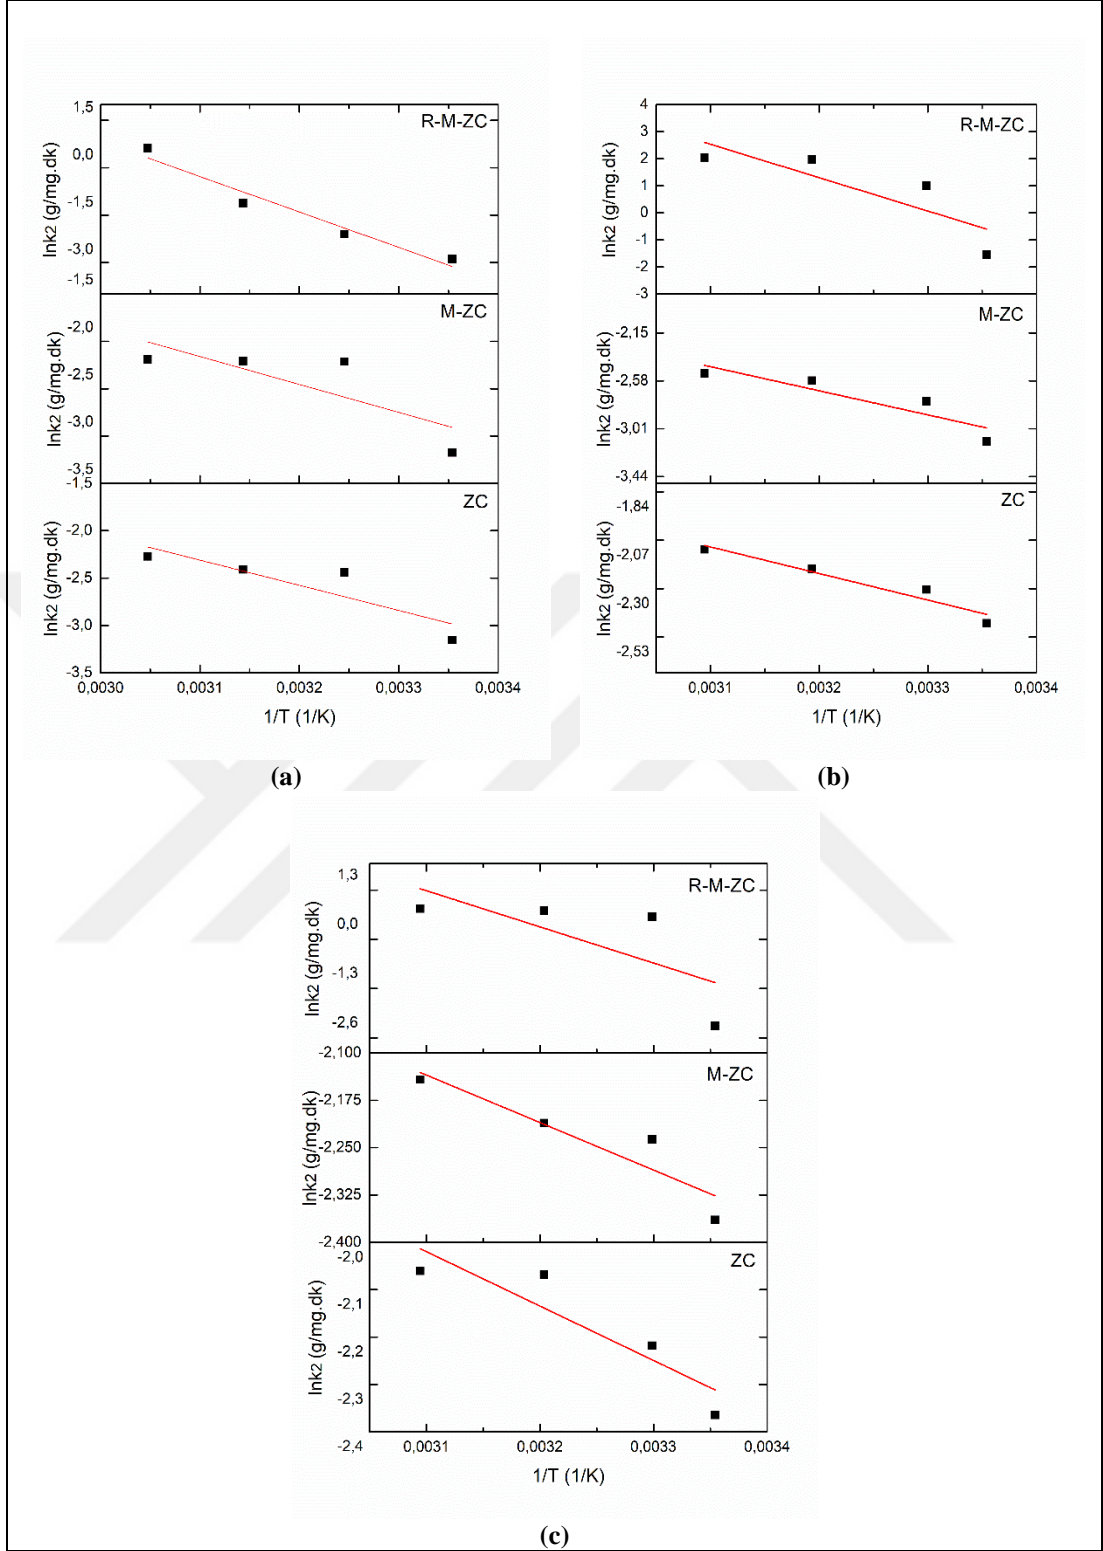 1,5
R-M-ZC
0,0
-1,5
-3,0
-1,5
lnk2 (g/mg.dk)
M-ZC
-2,0
-2,5
-3,0
-3,5
lnk2 (g/mg.dk)
-1,5
ZC
-2,0
-2,5
-3,0
-3,5
lnk2 (g/mg.dk)
0,0030 0,0031 0,0032 0,0033 0,0034
1/T (1/K)
(a)
4
R-M-ZC
3
2
1
0
-1
-2
-3
lnk2 (g/mg.dk)
M-ZC
-2,15
-2,58
-3,01
-3,44
lnk2 (g/mg.dk)
ZC
-1,84
-2,07
-2,30
-2,53
lnk2 (g/mg.dk)
0,0031 0,0032 0,0033 0,0034
1/T (1/K)
(b)
1,3
R-M-ZC
0,0
-1,3
-2,6
lnk2 (g/mg.dk)
-2,100
M-ZC
-2,175
-2,250
-2,325
-2,400
lnk2 (g/mg.dk)
-2,0
ZC
-2,1
-2,2
-2,3
-2,4
lnk2 (g/mg.dk)
0,0031 0,0032 0,0033 0,0034
1/T (1/K)
(c)